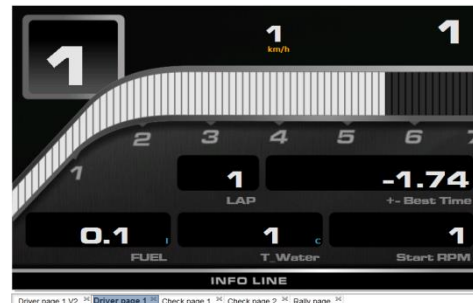 1
1
1
km/h
1 2 3 4 5 6 7
1
LAP
-1.74
+- Best Time
0.1 l
FUEL
1 c
T_Water
1
Start RPM
INFO LINE
Driver page 1 V2 Driver page 1 Check page 1 Check page 2 Rally page